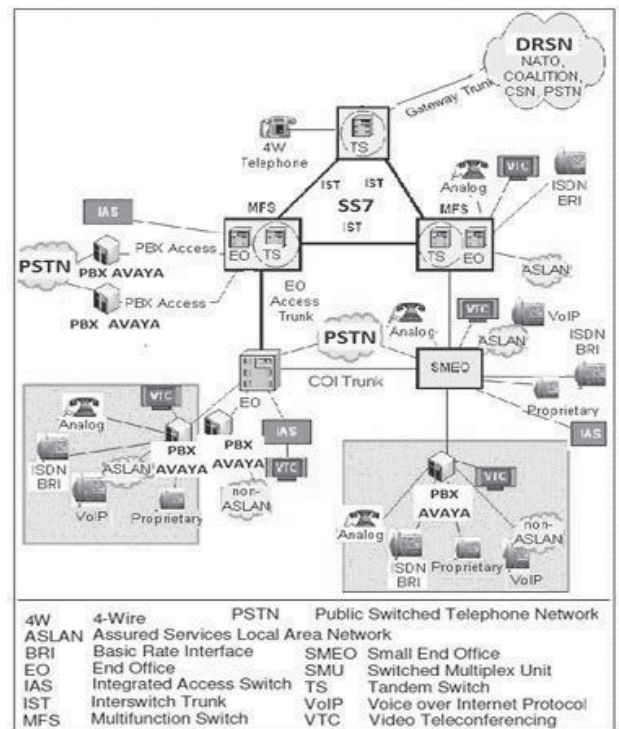 DRSN
NATO,
COALITION,
CSN, PSTN
Gateway Trunk
TS
4W
Telephone
IST
IST
SS7
IST
MFS
EO
TS
MFS
TS
EO
Analog
VTC
ISDN
BRI
ASLAN
IAS
PSTN
PBX Access
PBX AVAYA
PBX Access
PBX AVAYA
EO
Access
Trunk
PSTN
Analog
VTC
ASLAN
VoIP
ISDN
BRI
SMEO
Proprietary
IAS
COI Trunk
EO
VTC
Analog
PBX
AVAYA
PBX
AVAYA
IAS
VTC
ISDN
BRI
ASLAN
VoIP
Proprietary
non-
ASLAN
PBX
AVAYA
VTC
Analog
ISDN
BRI
Proprietary
non-
ASLAN
VoIP
4W 4-Wire PSTN Public Switched Telephone Network
ASLAN Assured Services Local Area Network
BRI Basic Rate Interface SMEO Small End Office
EO End Office SMU Switched Multiplex Unit
IAS Integrated Access Switch TS Tandem Switch
IST Interswitch Trunk VoIP Voice over Internet Protocol
MFS Multifunction Switch VTC Video Teleconferencing